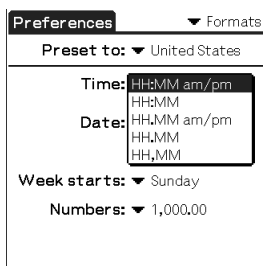 Preferences Formats
Preset to: United States
Time: HH:MM am/pm
HH:MM
Date: HH.MM am/pm
HH.MM
HH,MM
Week starts: Sunday
Numbers: 1,000.00